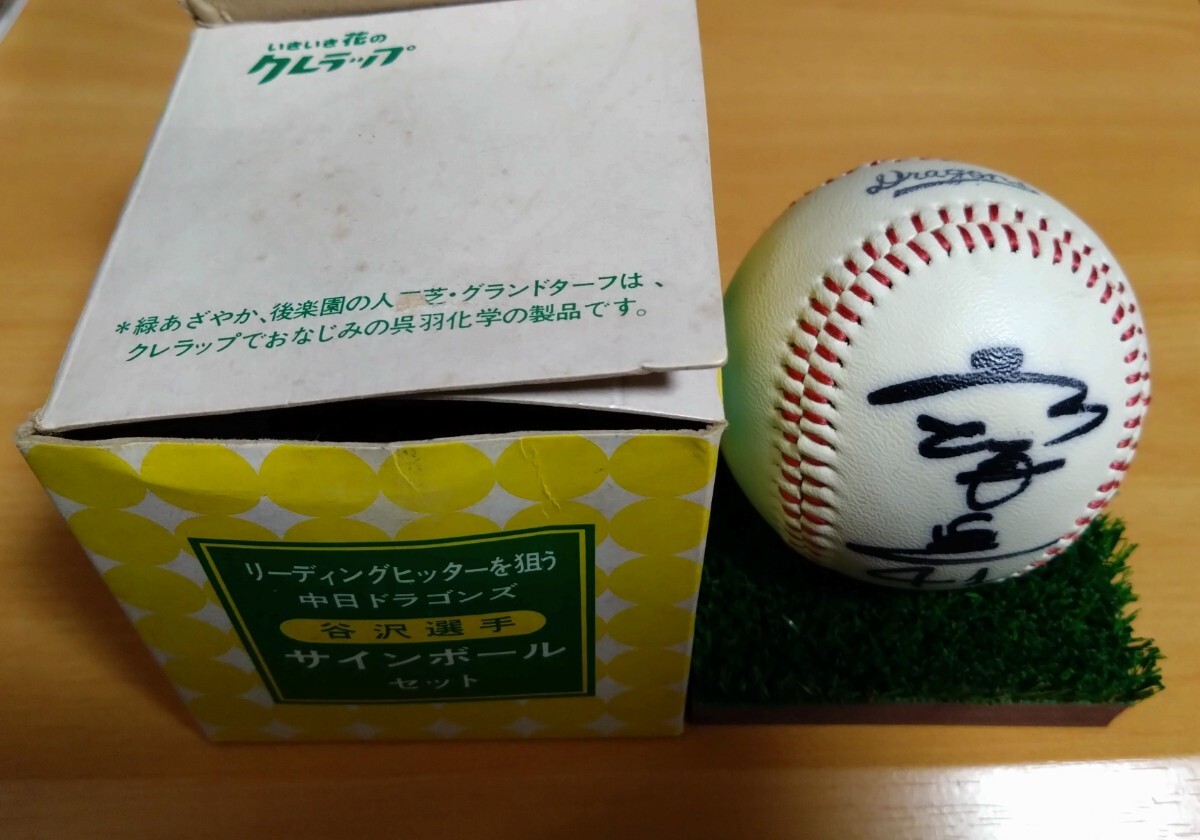 いきいき花の
クレラップ
*緑あざやか、後楽園の人工芝・グランドターフは、
クレラップでおなじみの呉羽化学の製品です。
リーディングヒッターを狙う
中日ドラゴンズ
谷沢選手
サインボール
セット
Dragons